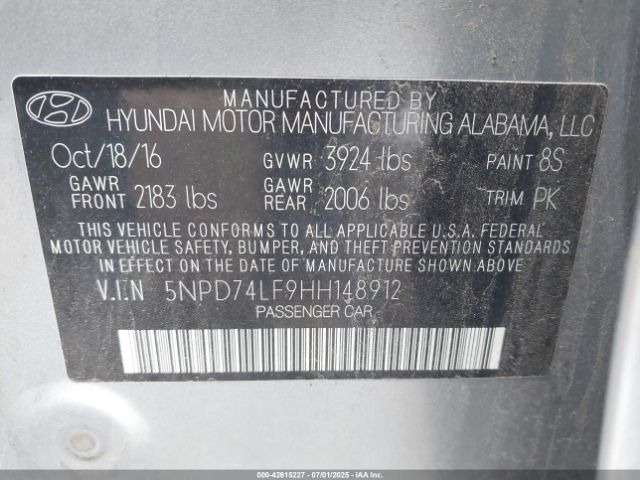 MANUFACTURED BY
HYUNDAI MOTOR MANUFACTURING ALABAMA, LLC
Oct/18/16 GVWR 3924 lbs PAINT 8S
GAWR FRONT 2183 lbs GAWR REAR 2006 lbs TRIM PK
THIS VEHICLE CONFORMS TO ALL APPLICABLE U.S.A. FEDERAL
MOTOR VEHICLE SAFETY, BUMPER, AND THEFT PREVENTION STANDARDS
IN EFFECT ON THE DATE OF MANUFACTURE SHOWN ABOVE
V.I.N 5NPD74LF9HH148912
PASSENGER CAR
000-42615227 - 07/01/2025 - IAAI.COM